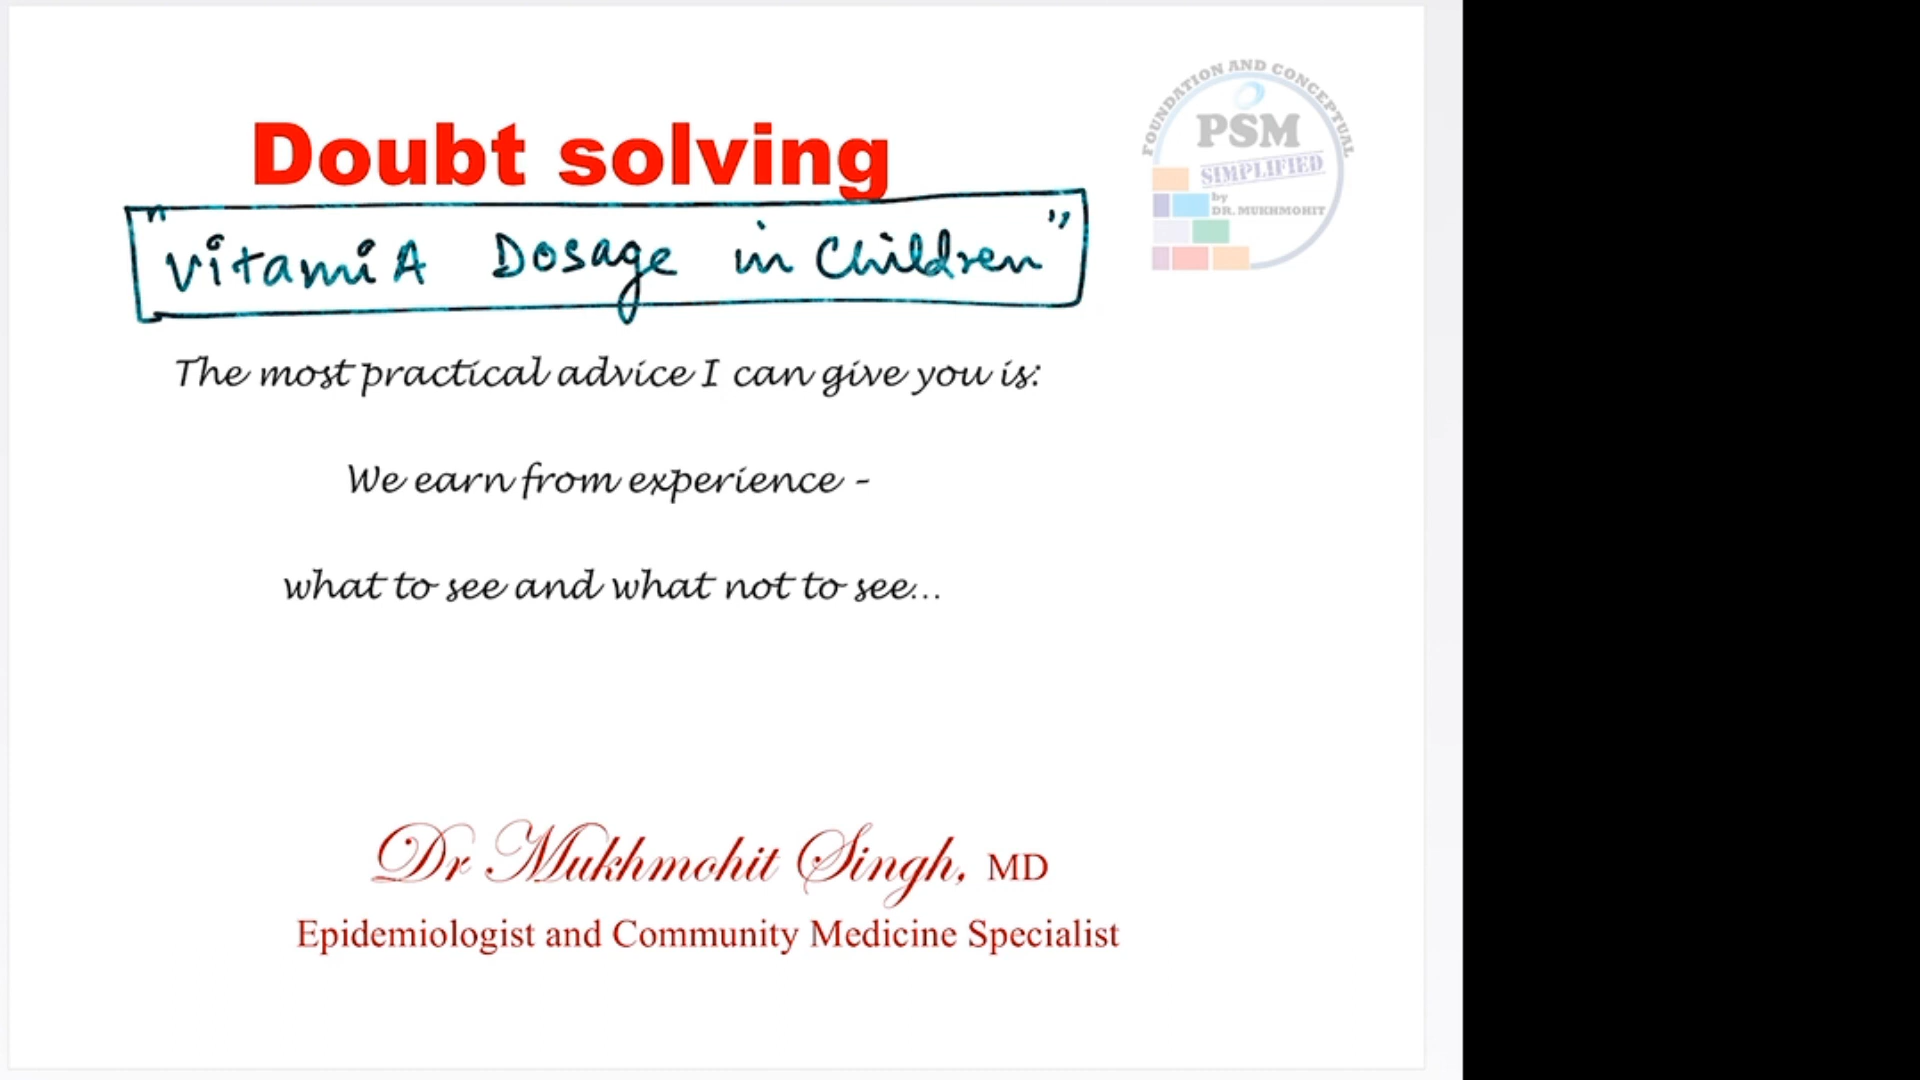 Doubt solving
"Vitami A Dosage in Children"
The most practical advice I can give you is:
We earn from experience -
what to see and what not to see...
Dr Mukhmohit Singh, MD
Epidemiologist and Community Medicine Specialist
FOUNDATION AND CONCEPTUAL
PSM
SIMPLIFIED
by
DR. MUKHMOHIT